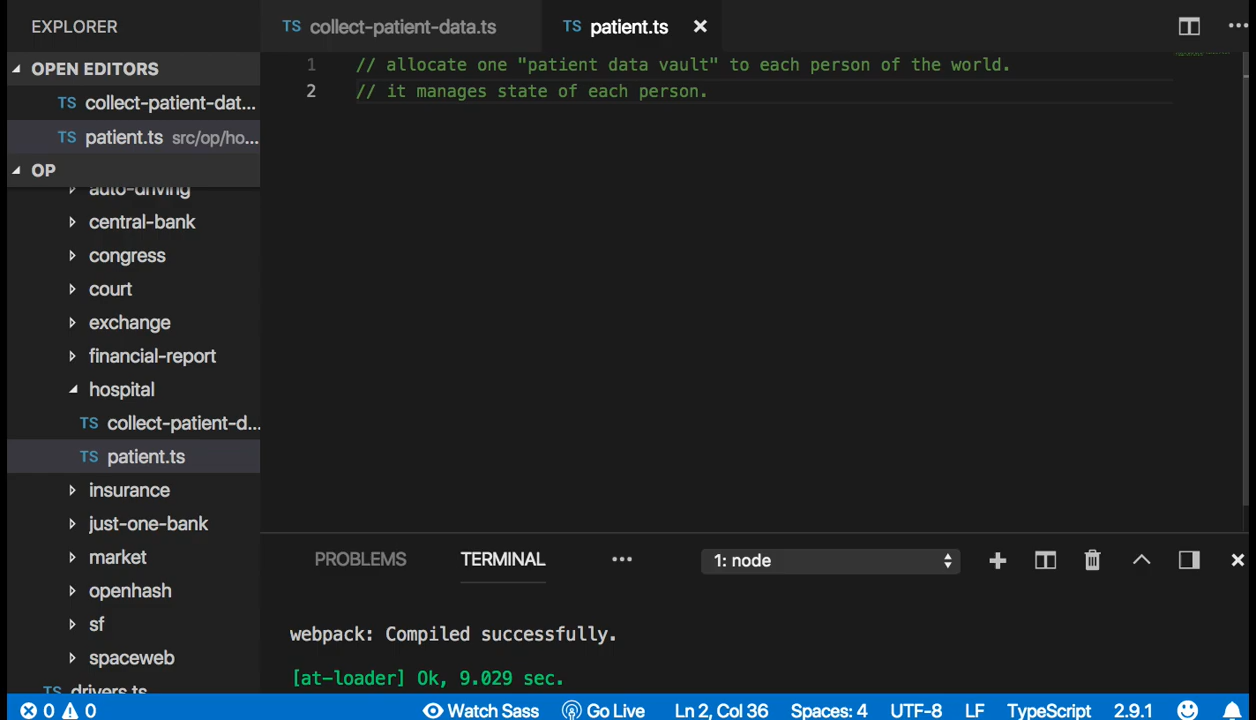 EXPLORER
TS collect-patient-data.ts
TS patient.ts ×
OPEN EDITORS
TS collect-patient-dat...
TS patient.ts src/op/ho...
OP
auto-driving
central-bank
congress
court
exchange
financial-report
hospital
TS collect-patient-d...
TS patient.ts
insurance
just-one-bank
market
openhash
sf
spaceweb
TS drivers.ts
1 // allocate one "patient data vault" to each person of the world.
2 // it manages state of each person.
PROBLEMS TERMINAL ... 1: node
webpack: Compiled successfully.
[at-loader] Ok, 9.029 sec.
0 0 Watch Sass Go Live Ln 2, Col 36 Spaces: 4 UTF-8 LF TypeScript 2.9.1